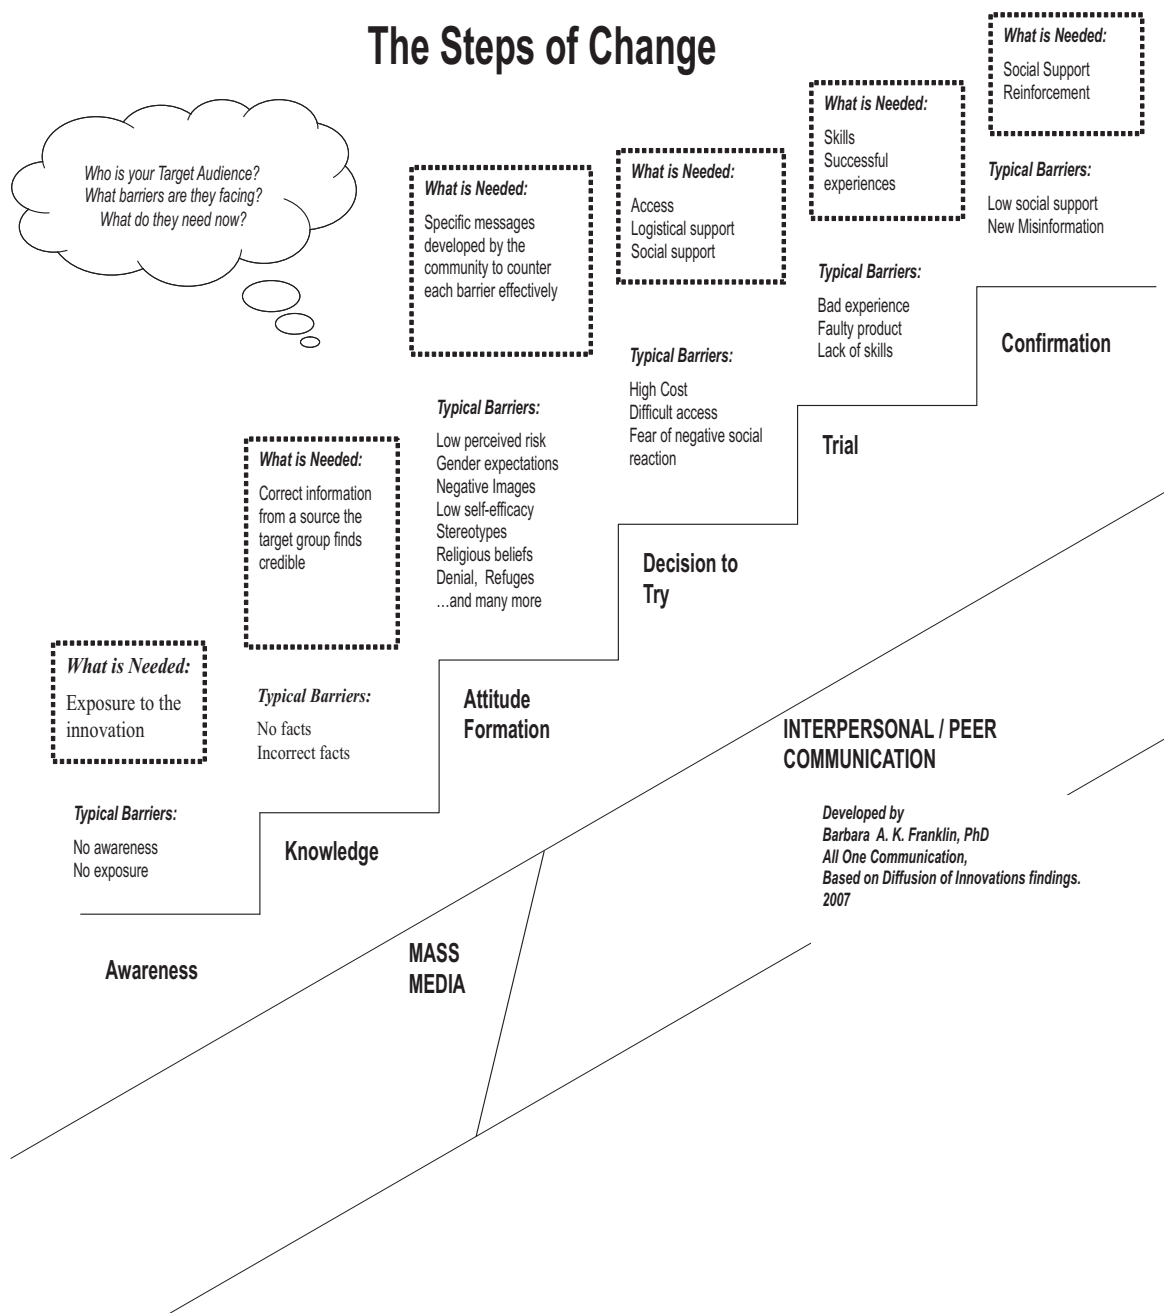 The Steps of Change
Who is your Target Audience?
What barriers are they facing?
What do they need now?
What is Needed:
Exposure to the
innovation
Typical Barriers:
No awareness
No exposure
Awareness
What is Needed:
Correct information
from a source the
target group finds
credible
Typical Barriers:
No facts
Incorrect facts
Knowledge
What is Needed:
Specific messages
developed by the
community to counter
each barrier effectively
Typical Barriers:
Low perceived risk
Gender expectations
Negative Images
Low self-efficacy
Stereotypes
Religious beliefs
Denial, Refuges
…and many more
Attitude
Formation
What is Needed:
Access
Logistical support
Social support
Typical Barriers:
High Cost
Difficult access
Fear of negative social
reaction
Decision to
Try
What is Needed:
Skills
Successful
experiences
Typical Barriers:
Bad experience
Faulty product
Lack of skills
Trial
What is Needed:
Social Support
Reinforcement
Typical Barriers:
Low social support
New Misinformation
Confirmation
MASS
MEDIA
INTERPERSONAL / PEER
COMMUNICATION
Developed by
Barbara A. K. Franklin, PhD
All One Communication,
Based on Diffusion of Innovations findings.
2007